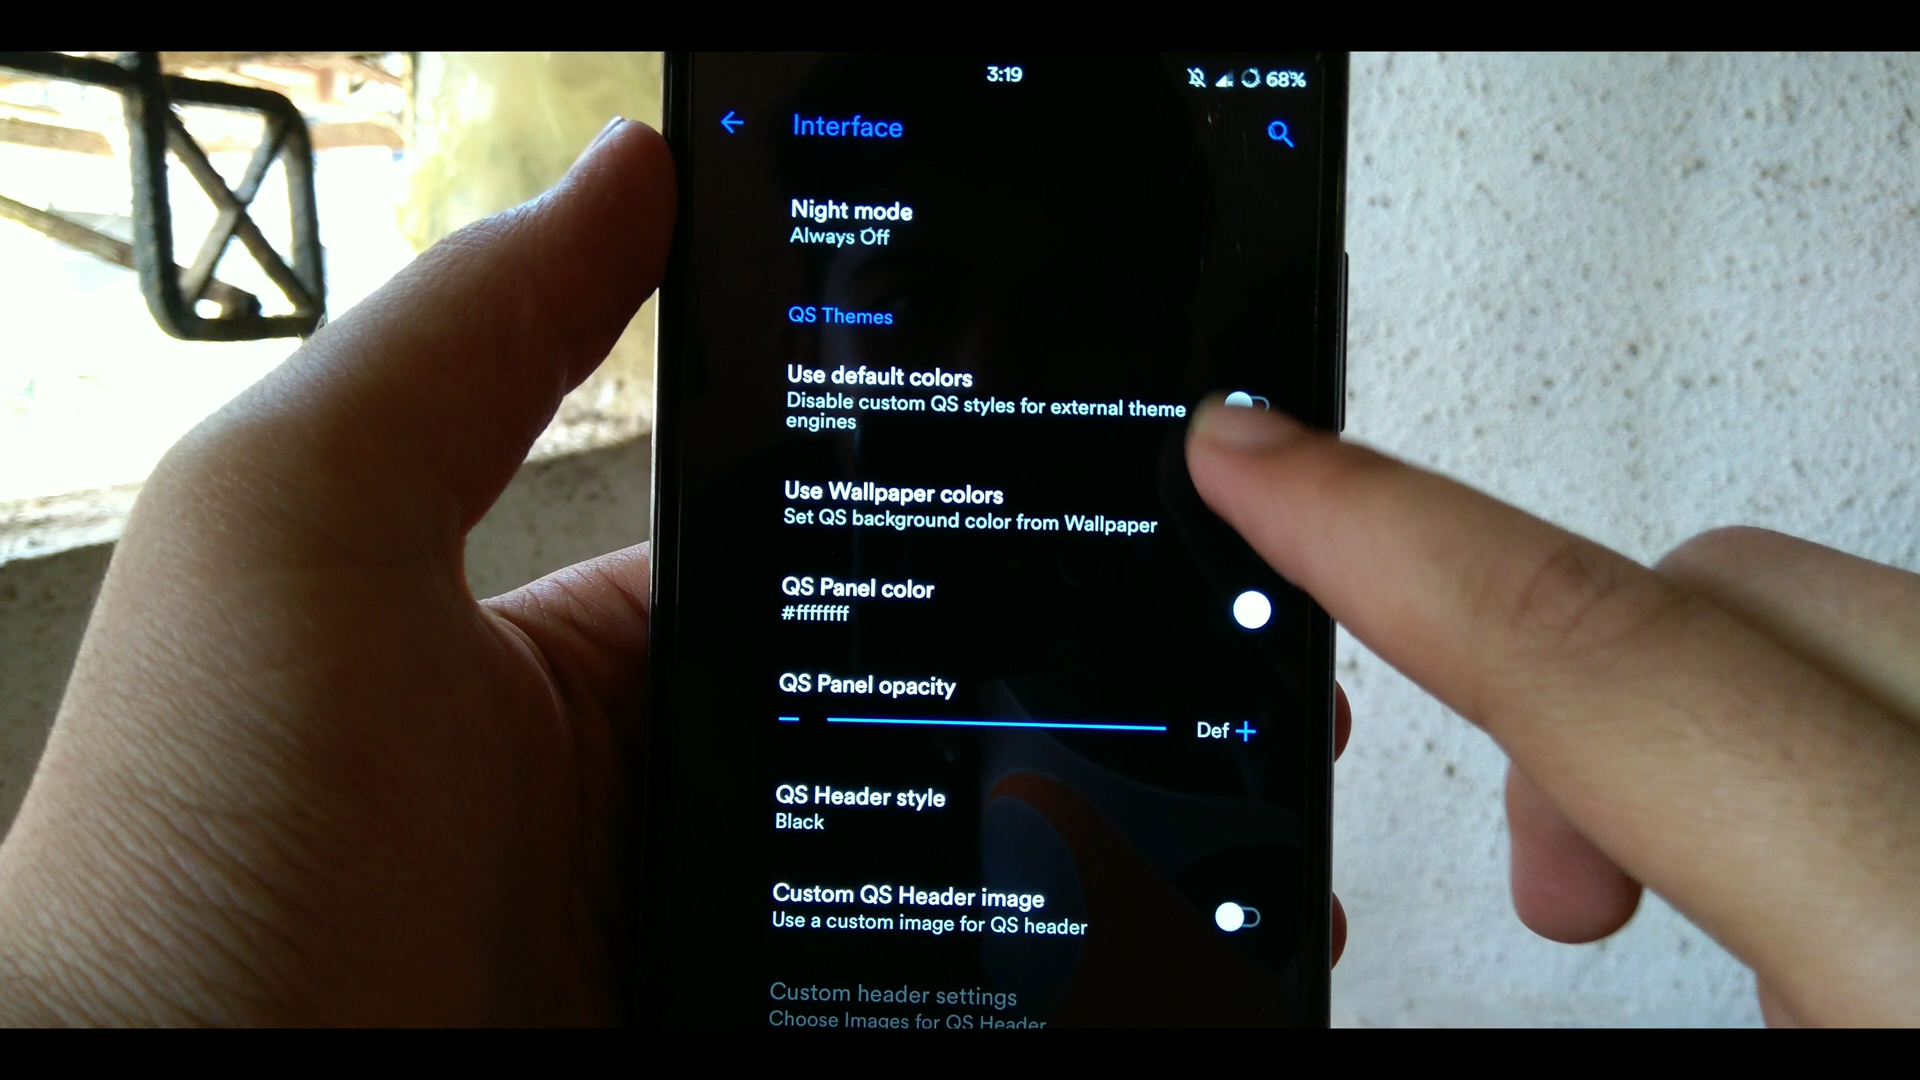 3:19
68%
Interface
Night mode
Always Off
QS Themes
Use default colors
Disable custom QS styles for external theme
engines
Use Wallpaper colors
Set QS background color from Wallpaper
QS Panel color
#ffffffff
QS Panel opacity
Def
QS Header style
Black
Custom QS Header image
Use a custom image for QS header
Custom header settings
Choose Images for QS Header